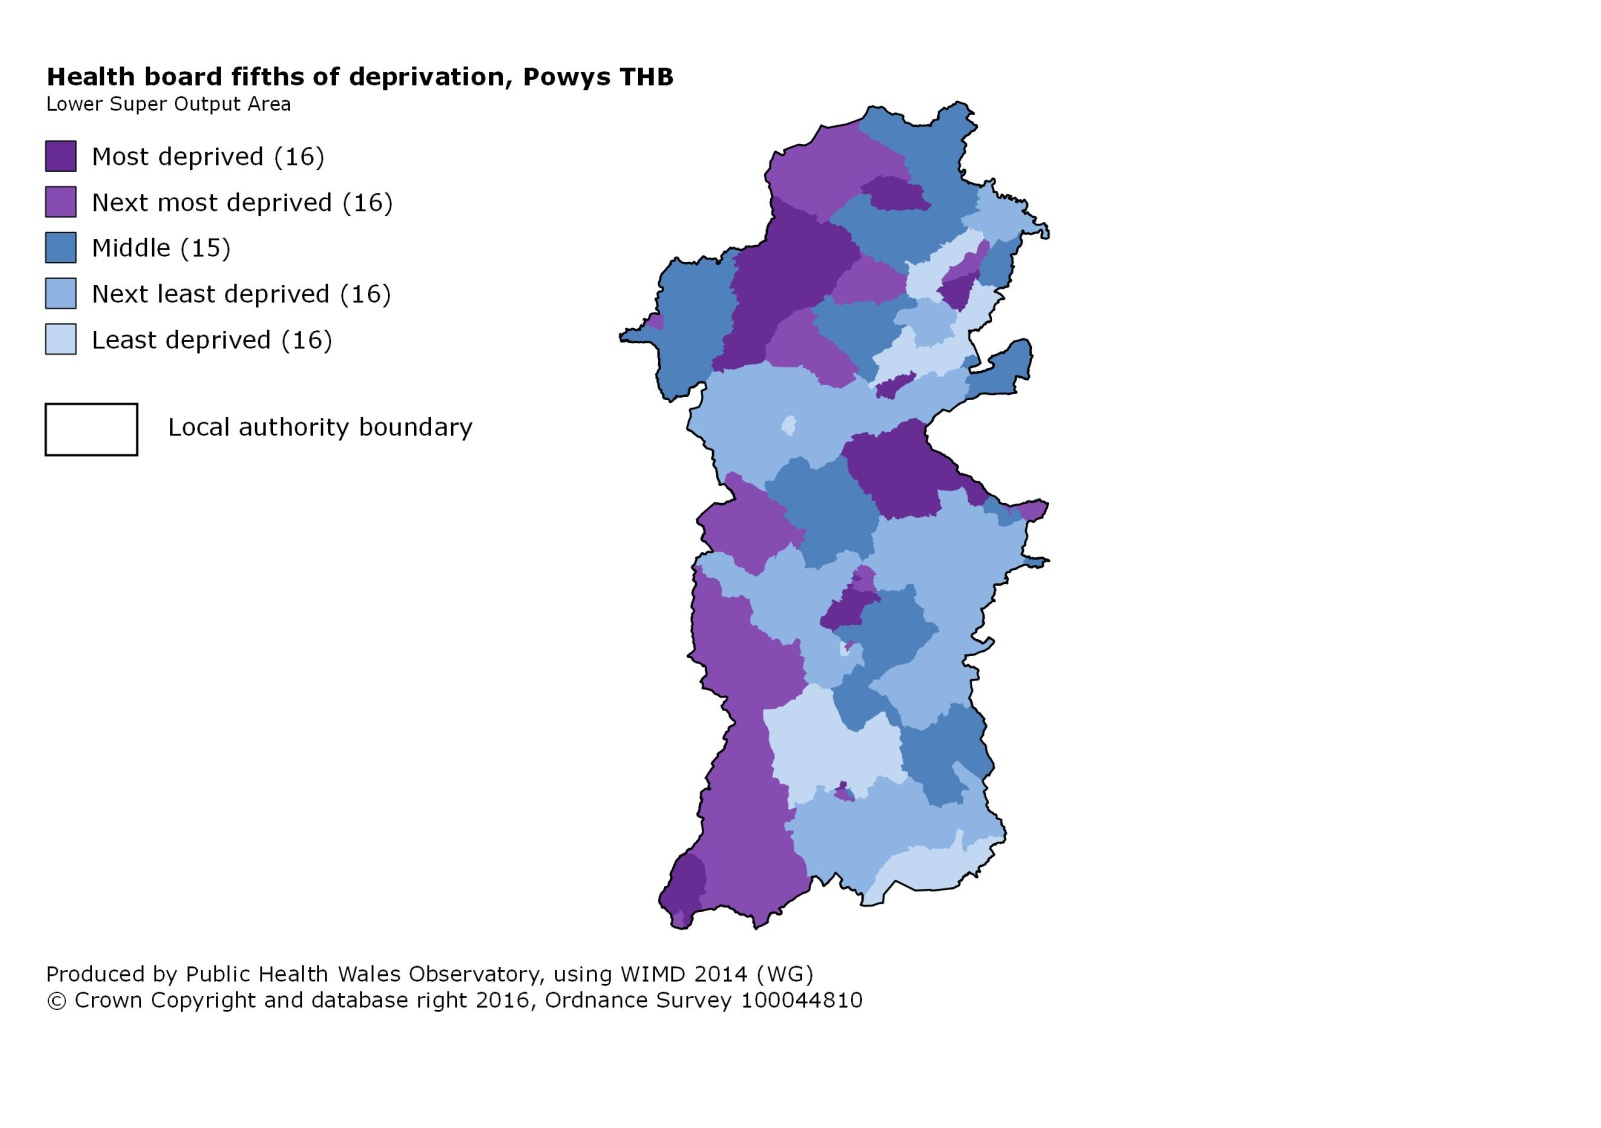 Health board fifths of deprivation, Powys THB
Lower Super Output Area
Most deprived (16)
Next most deprived (16)
Middle (15)
Next least deprived (16)
Least deprived (16)
Local authority boundary
Produced by Public Health Wales Observatory, using WIMD 2014 (WG)
© Crown Copyright and database right 2016, Ordnance Survey 100044810